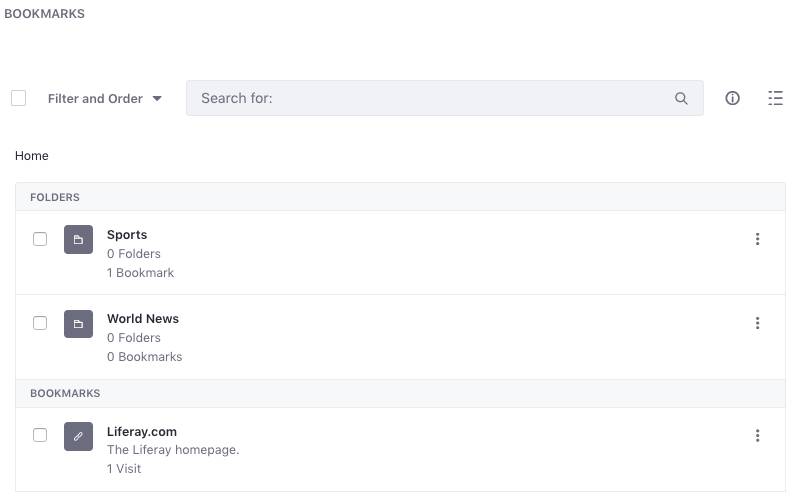 BOOKMARKS
Filter and Order
Search for:
Home
FOLDERS
Sports
0 Folders
1 Bookmark
World News
0 Folders
0 Bookmarks
BOOKMARKS
Liferay.com
The Liferay homepage.
1 Visit